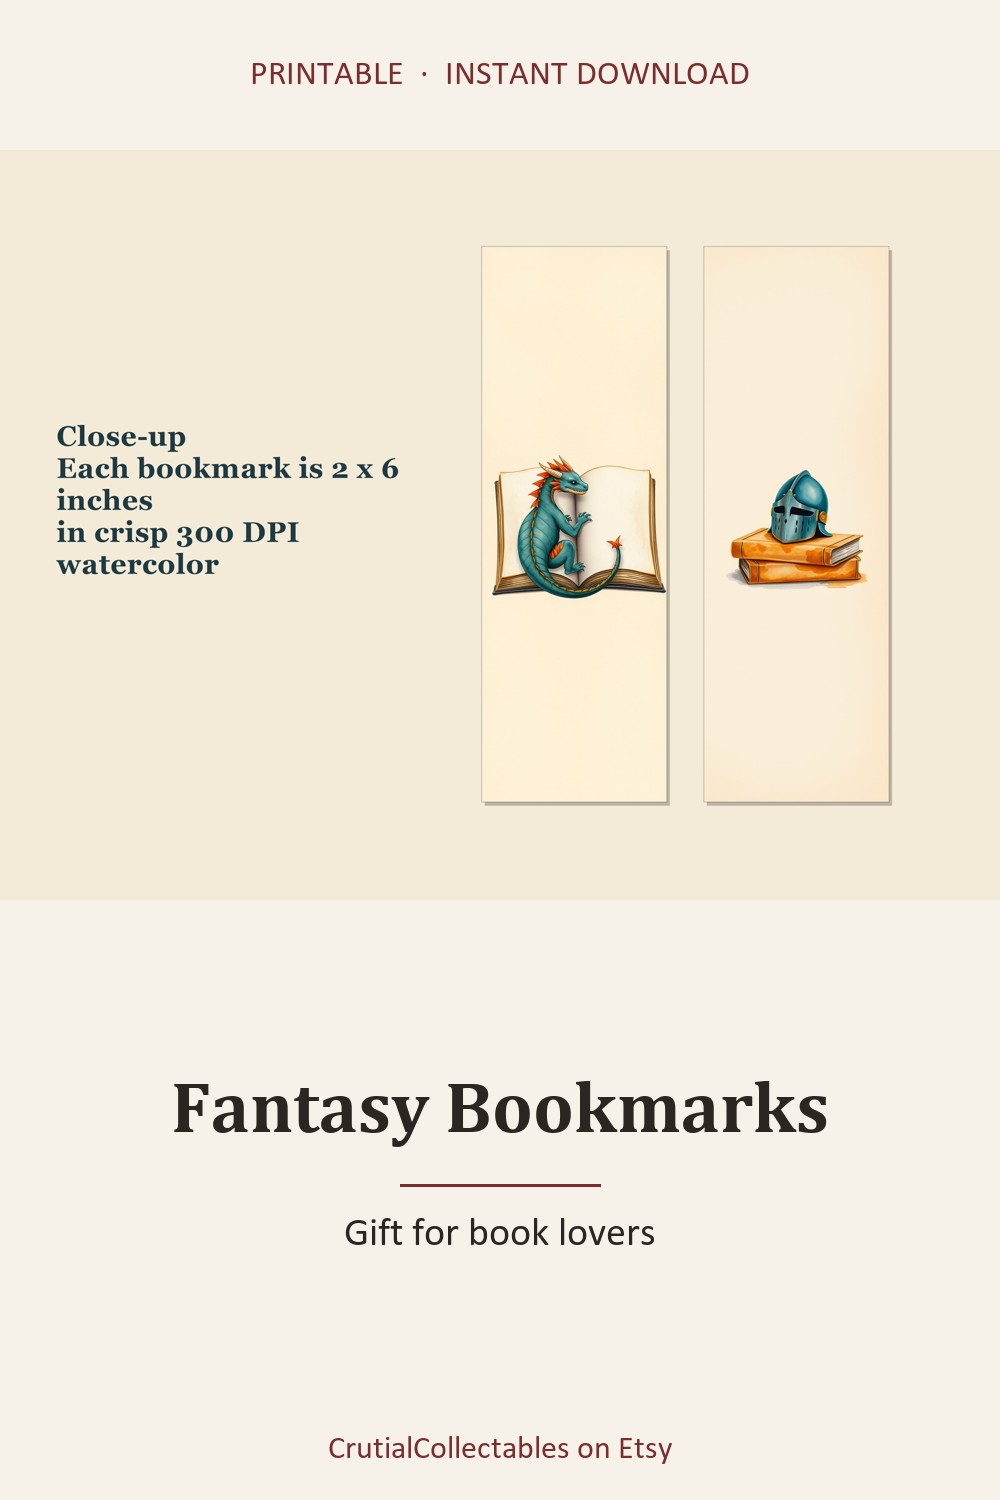 PRINTABLE · INSTANT DOWNLOAD
Close-up
Each bookmark is 2 x 6
inches
in crisp 300 DPI
watercolor
Fantasy Bookmarks
Gift for book lovers
CrutialCollectables on Etsy